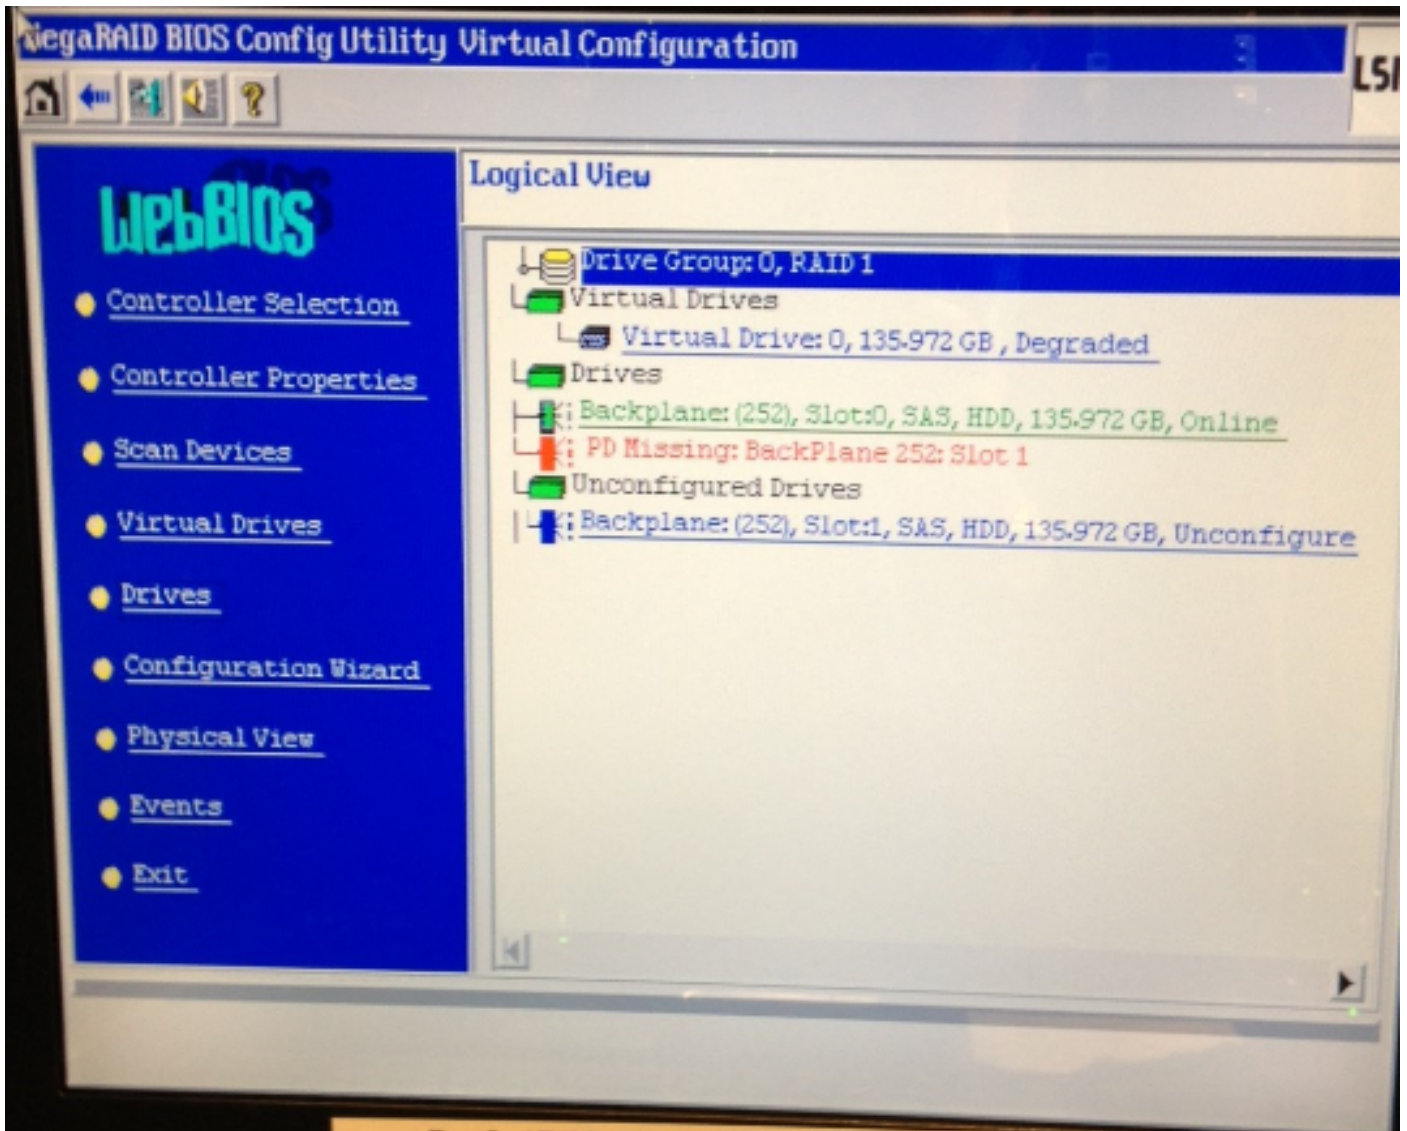 MegaRAID BIOS Config Utility Virtual Configuration
LSI
WebBIOS
Controller Selection
Controller Properties
Scan Devices
Virtual Drives
Drives
Configuration Wizard
Physical View
Events
Exit
Logical View
Drive Group: 0, RAID 1
Virtual Drives
Virtual Drive: 0, 135.972 GB , Degraded
Drives
Backplane: (252), Slot:0, SAS, HDD, 135.972 GB, Online
PD Missing: BackPlane 252: Slot 1
Unconfigured Drives
Backplane: (252), Slot:1, SAS, HDD, 135.972 GB, Unconfigure